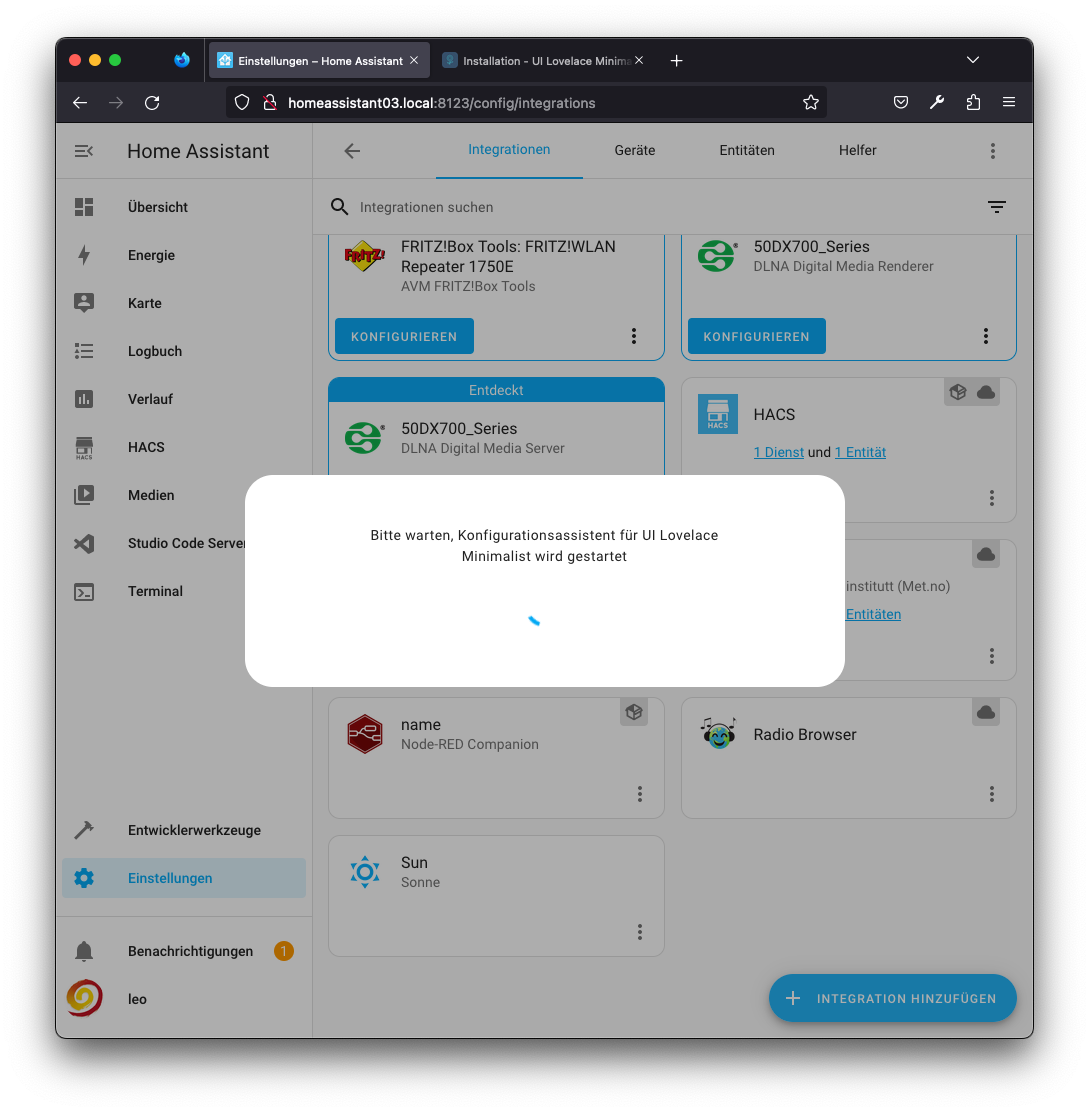 Einstellungen – Home Assistant
Installation - UI Lovelace Minima
homeassistant03.local:8123/config/integrations
Home Assistant
Integrationen
Geräte
Entitäten
Helfer
Integrationen suchen
Übersicht
Energie
Karte
Logbuch
Verlauf
HACS
HACS
Medien
Studio Code Server
Terminal
FRITZ!
FRITZ!Box Tools: FRITZ!WLAN
Repeater 1750E
AVM FRITZ!Box Tools
KONFIGURIEREN
50DX700_Series
DLNA Digital Media Renderer
KONFIGURIEREN
Entdeckt
50DX700_Series
DLNA Digital Media Server
HACS
HACS
1 Dienst und 1 Entität
Bitte warten, Konfigurationsassistent für UI Lovelace
Minimalist wird gestartet
institutt (Met.no)
Entitäten
name
Node-RED Companion
Radio Browser
Sun
Sonne
Entwicklerwerkzeuge
Einstellungen
Benachrichtigungen
1
leo
INTEGRATION HINZUFÜGEN